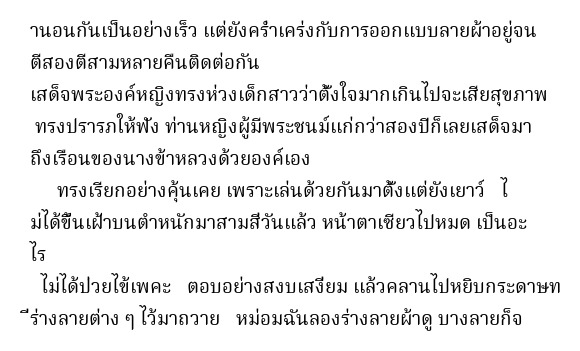 านอนกันเป็นอย่างเร็ว แต่ยังคร่ำเคร่งกับการออกแบบลายผ้าอยู่จน
ตีสองตีสามหลายคืนติดต่อกัน
เสด็จพระองค์หญิงทรงห่วงเด็กสาวว่าตั้งใจมากเกินไปจะเสียสุขภาพ
ทรงปรารภให้ฟัง ท่านหญิงผู้มีพระชนม์แก่กว่าสองปีก็เลยเสด็จมา
ถึงเรือนของนางข้าหลวงด้วยองค์เอง
ทรงเรียกอย่างคุ้นเคย เพราะเล่นด้วยกันมาตั้งแต่ยังเยาว์ ไ
ม่ได้ขึ้นเฝ้าบนตำหนักมาสามสี่วันแล้ว หน้าตาเซียวไปหมด เป็นอะ
ไร
ไม่ได้ป่วยไข้เพคะ ตอบอย่างสงบเสงี่ยม แล้วคลานไปหยิบกระดาษท
ี่ร่างลายต่าง ๆ ไว้มาถวาย หม่อมฉันลองร่างลายผ้าดู บางลายก็จ